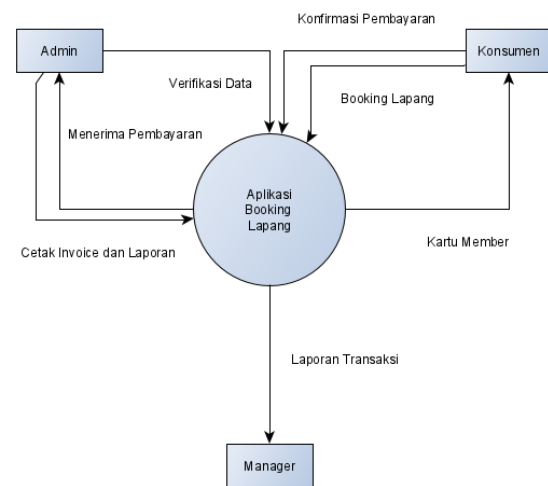 Konfirmasi Pembayaran
Admin
Konsumen
Verifikasi Data
Booking Lapang
Menerima Pembayaran
Aplikasi
Booking
Lapang
Cetak Invoice dan Laporan
Kartu Member
Laporan Transaksi
Manager